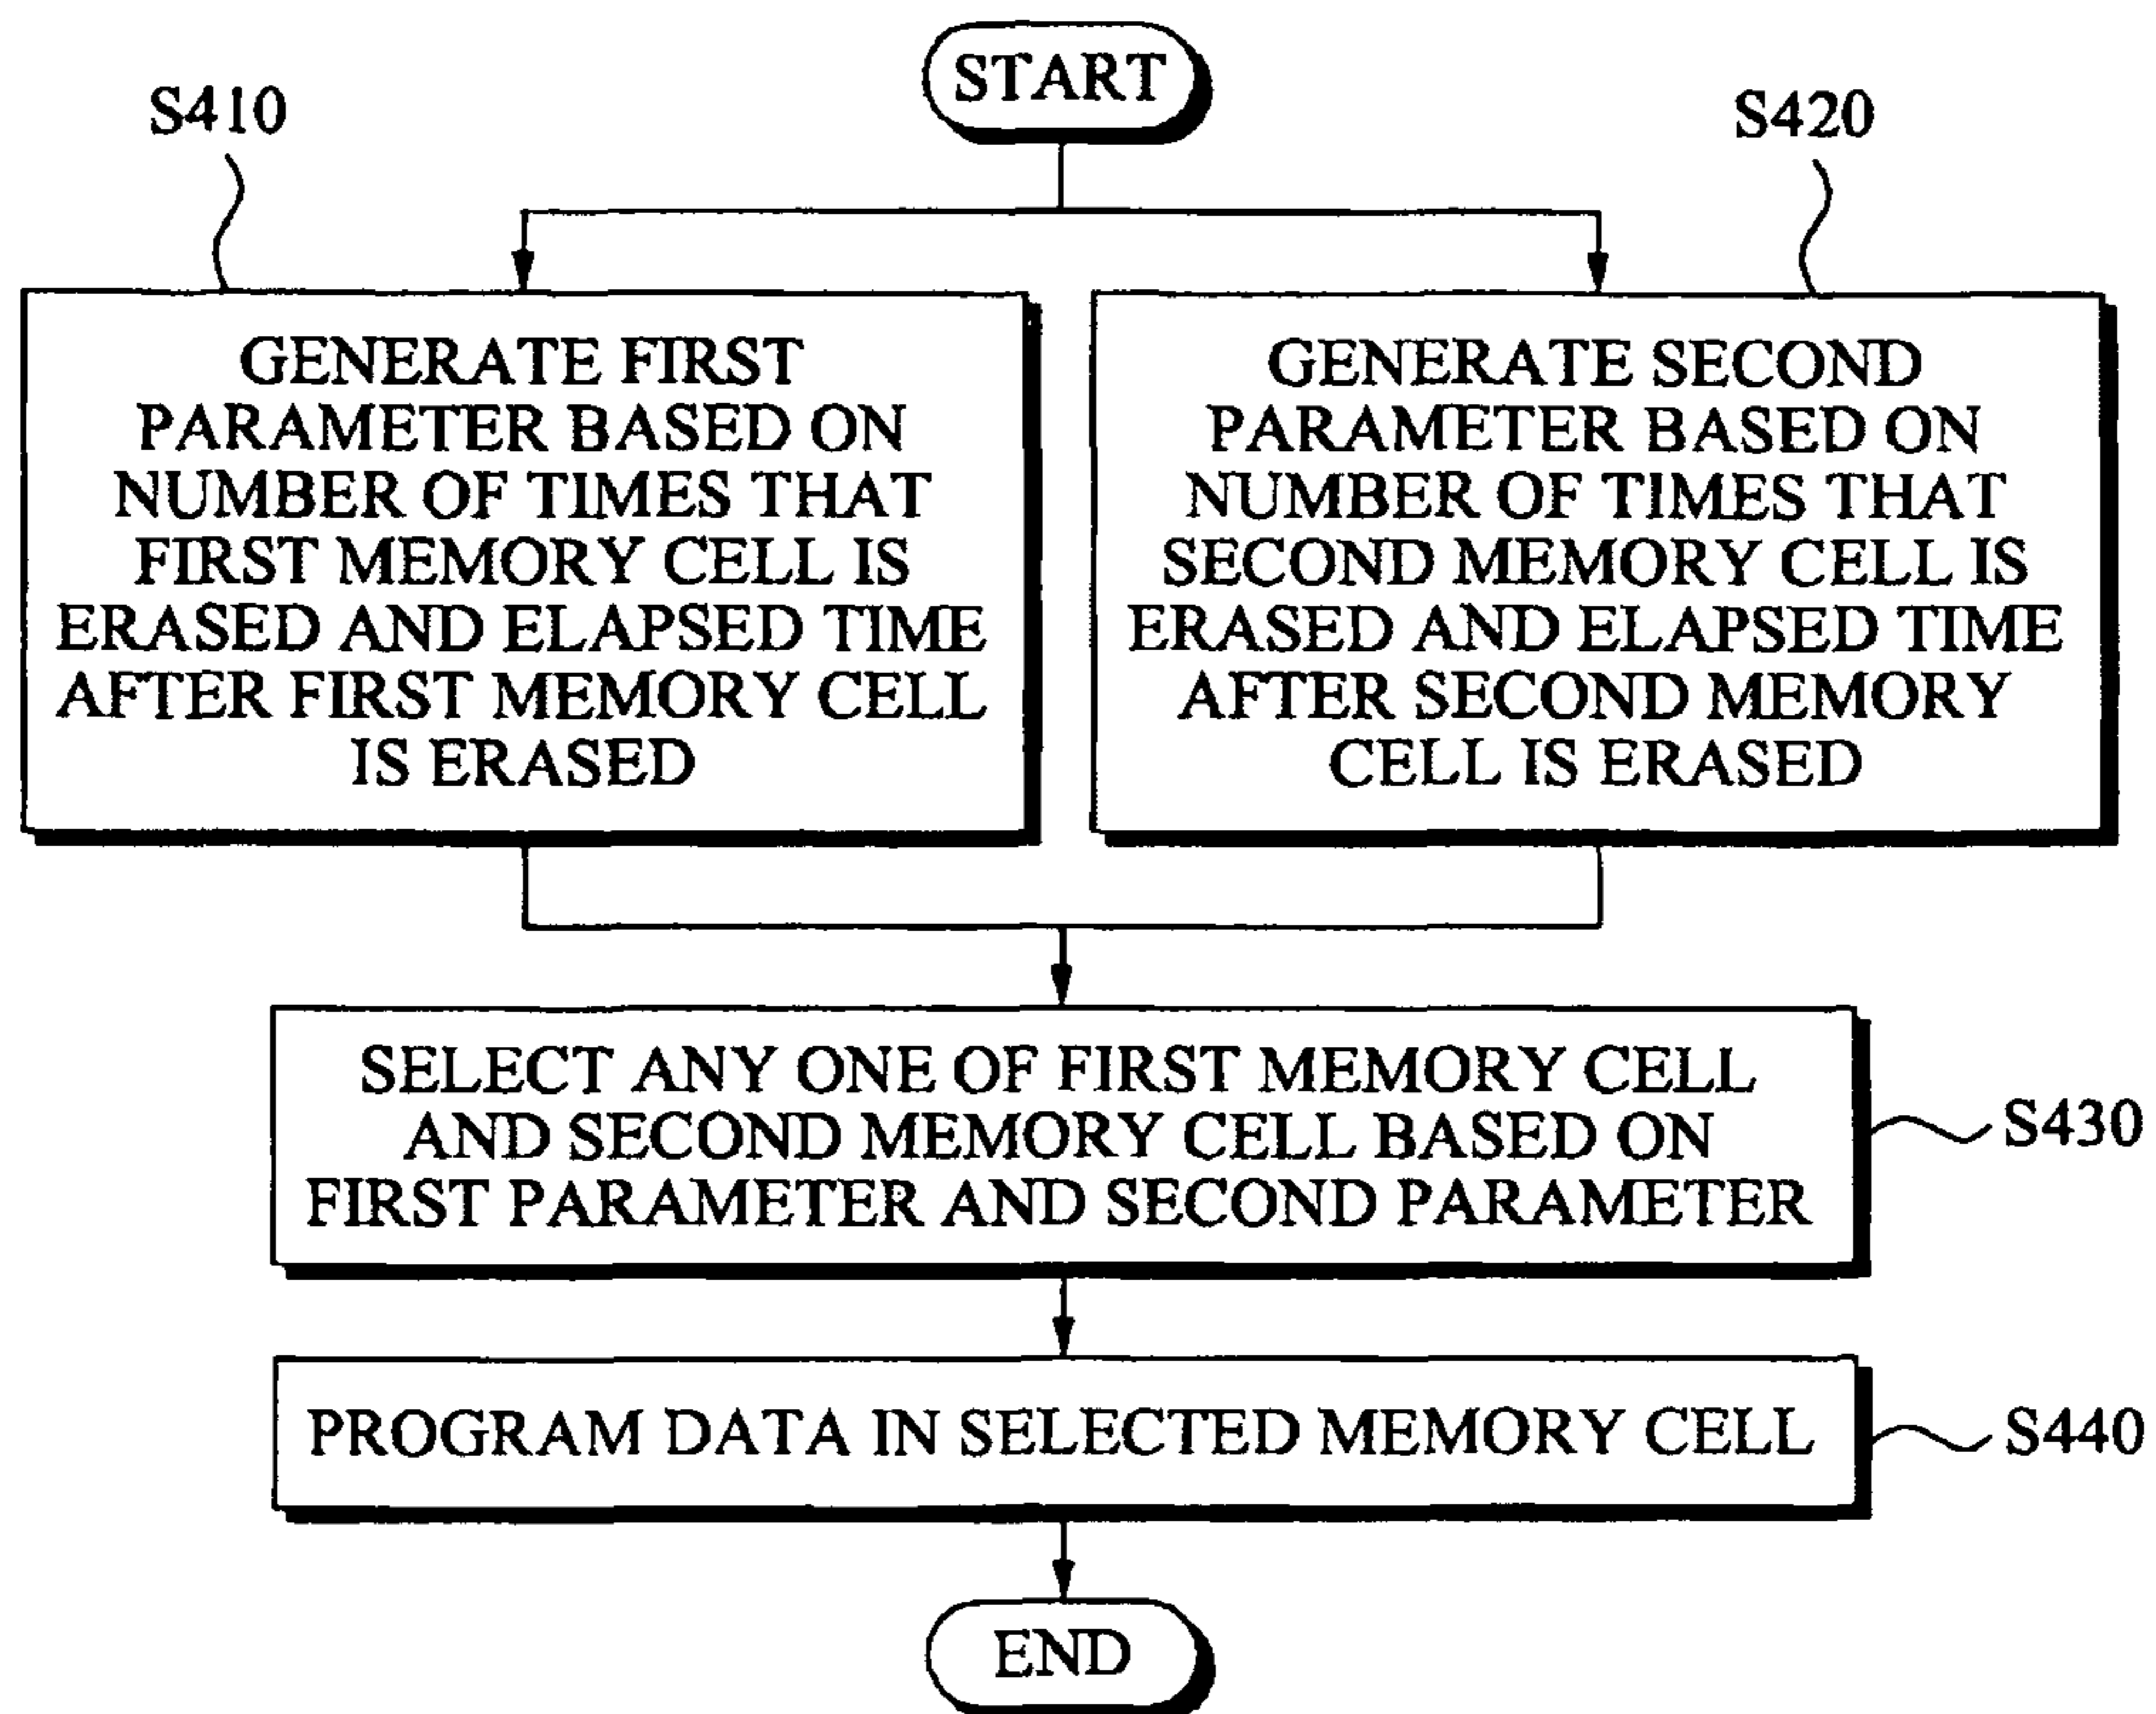 START
S410
S420
GENERATE FIRST
PARAMETER BASED ON
NUMBER OF TIMES THAT
FIRST MEMORY CELL IS
ERASED AND ELAPSED TIME
AFTER FIRST MEMORY CELL
IS ERASED
GENERATE SECOND
PARAMETER BASED ON
NUMBER OF TIMES THAT
SECOND MEMORY CELL IS
ERASED AND ELAPSED TIME
AFTER SECOND MEMORY
CELL IS ERASED
SELECT ANY ONE OF FIRST MEMORY CELL
AND SECOND MEMORY CELL BASED ON
FIRST PARAMETER AND SECOND PARAMETER
S430
PROGRAM DATA IN SELECTED MEMORY CELL
S440
END